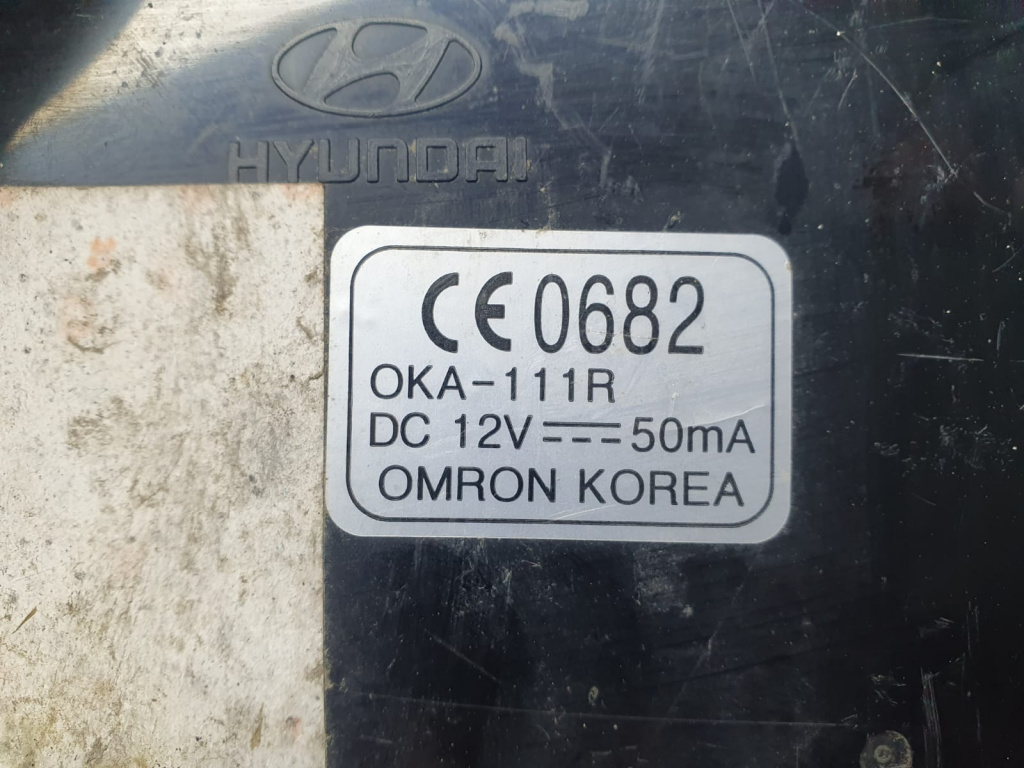 HYUNDAI
CE 0682
OKA-111R
DC 12V ⎓ 50mA
OMRON KOREA